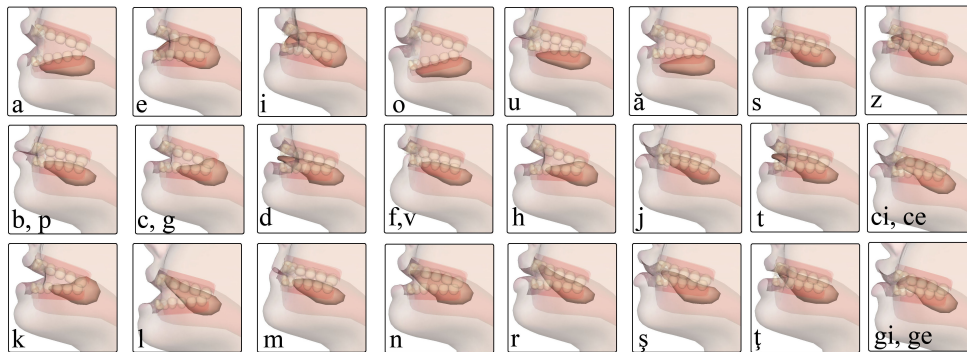 a e i o u ă s z
b, p c, g d f,v h j t ci, ce
k l m n r ş ţ gi, ge